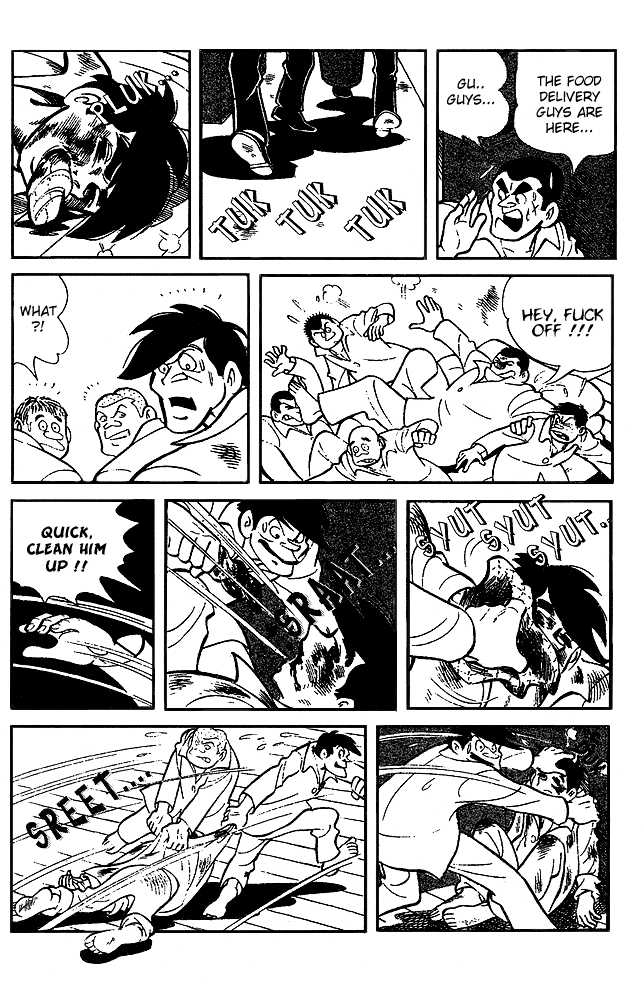 PLUK...
TUK
TUK
TUK
GU..
GUYS...
THE FOOD
DELIVERY
GUYS ARE
HERE...
WHAT
?!
HEY, FUCK
OFF !!!
QUICK,
CLEAN HIM
UP !!
SRAAT...
SYUT
SYUT
SYUT..
SREET....